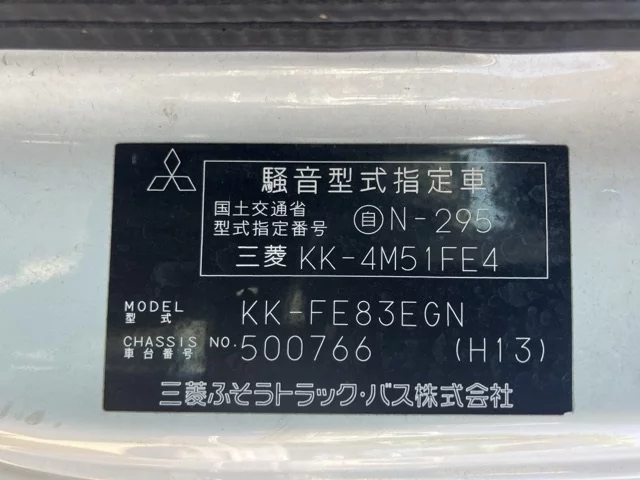 騒音型式指定車
国土交通省
型式指定番号 自N-295
三菱 KK-4M51FE4
MODEL
型式 KK-FE83EGN
CHASSIS NO.
車台番号 500766 (H13)
三菱ふそうトラック・バス株式会社